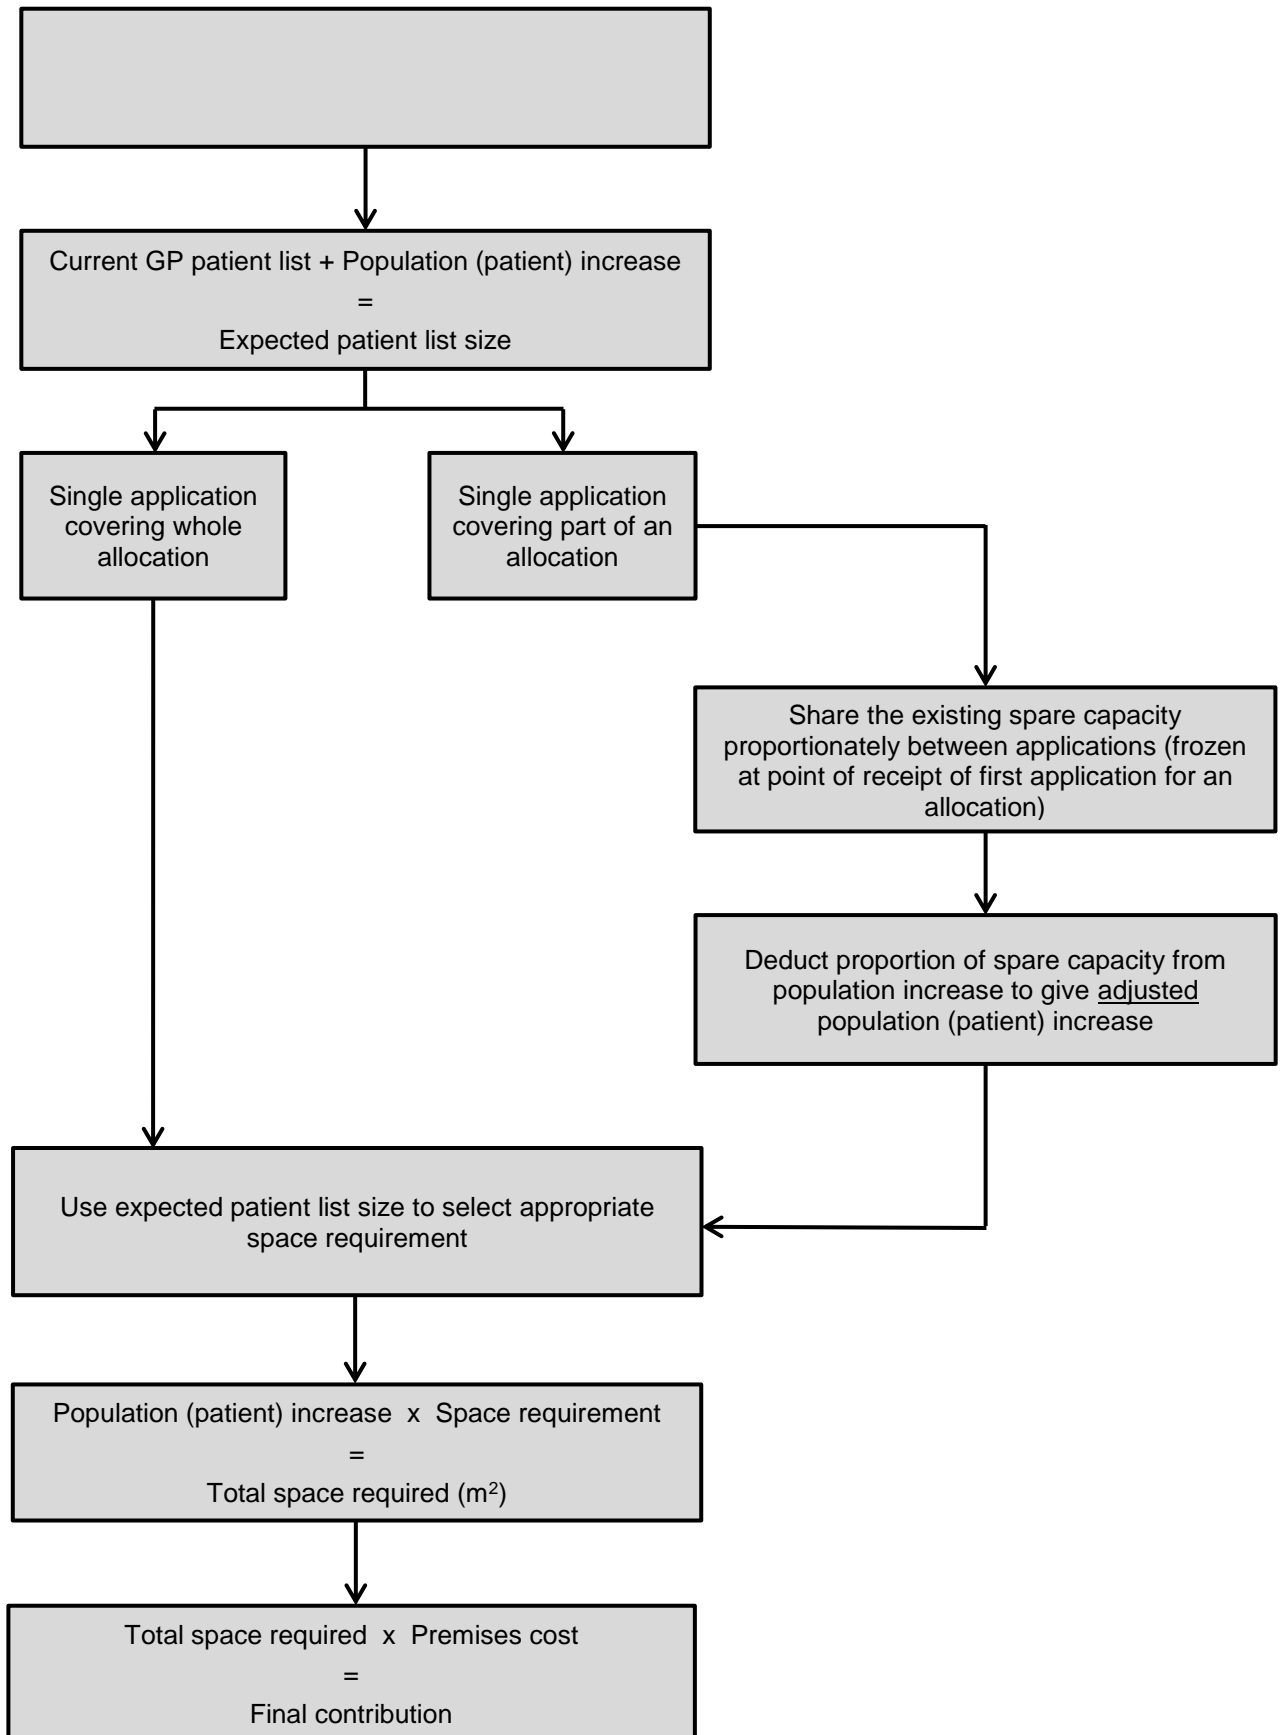 Current GP patient list + Population (patient) increase
=
Expected patient list size
Single application
covering whole
allocation
Single application
covering part of an
allocation
Share the existing spare capacity
proportionately between applications (frozen
at point of receipt of first application for an
allocation)
Deduct proportion of spare capacity from
population increase to give adjusted
population (patient) increase
Use expected patient list size to select appropriate
space requirement
Population (patient) increase x Space requirement
=
Total space required (m²)
Total space required x Premises cost
=
Final contribution